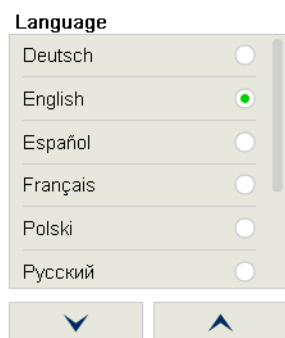 Language
Deutsch
English
Español
Français
Polski
Русский